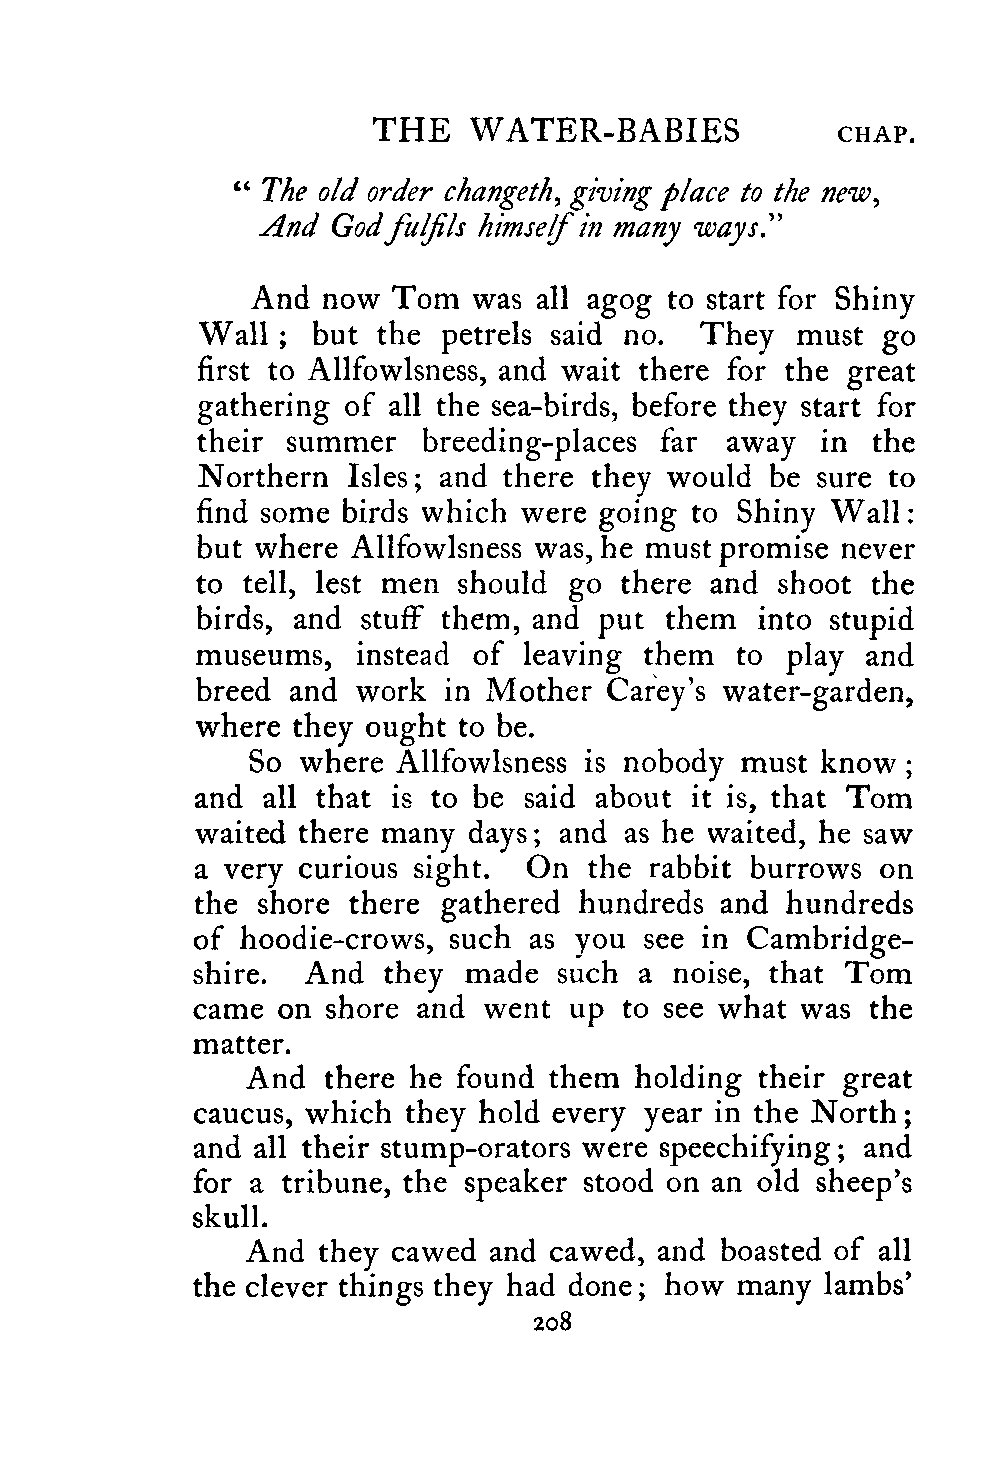 THE WATER-BABIES CHAP.
“ The old order changeth, giving place to the new,
And God fulfils himself in many ways.”
And now Tom was all agog to start for Shiny
Wall ; but the petrels said no. They must go
first to Allfowlsness, and wait there for the great
gathering of all the sea-birds, before they start for
their summer breeding-places far away in the
Northern Isles ; and there they would be sure to
find some birds which were going to Shiny Wall :
but where Allfowlsness was, he must promise never
to tell, lest men should go there and shoot the
birds, and stuff them, and put them into stupid
museums, instead of leaving them to play and
breed and work in Mother Carey’s water-garden,
where they ought to be.
So where Allfowlsness is nobody must know ;
and all that is to be said about it is, that Tom
waited there many days ; and as he waited, he saw
a very curious sight. On the rabbit burrows on
the shore there gathered hundreds and hundreds
of hoodie-crows, such as you see in Cambridge-
shire. And they made such a noise, that Tom
came on shore and went up to see what was the
matter.
And there he found them holding their great
caucus, which they hold every year in the North ;
and all their stump-orators were speechifying ; and
for a tribune, the speaker stood on an old sheep’s
skull.
And they cawed and cawed, and boasted of all
the clever things they had done ; how many lambs’
208